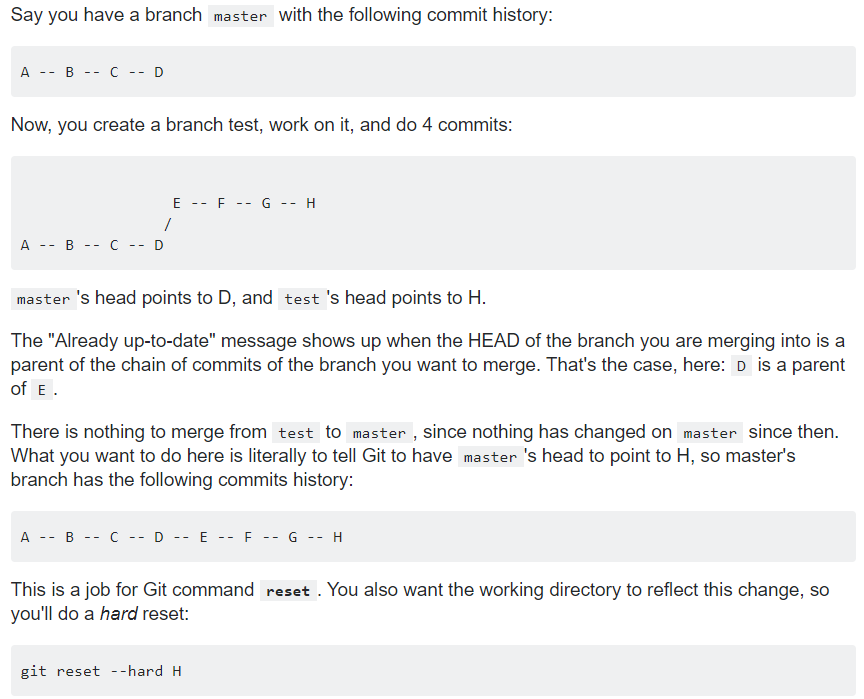 Say you have a branch master with the following commit history:
A -- B -- C -- D
Now, you create a branch test, work on it, and do 4 commits:
E -- F -- G -- H
/
A -- B -- C -- D
master 's head points to D, and test 's head points to H.
The "Already up-to-date" message shows up when the HEAD of the branch you are merging into is a
parent of the chain of commits of the branch you want to merge. That's the case, here: D is a parent
of E .
There is nothing to merge from test to master , since nothing has changed on master since then.
What you want to do here is literally to tell Git to have master 's head to point to H, so master's
branch has the following commits history:
A -- B -- C -- D -- E -- F -- G -- H
This is a job for Git command reset . You also want the working directory to reflect this change, so
you'll do a hard reset:
git reset --hard H